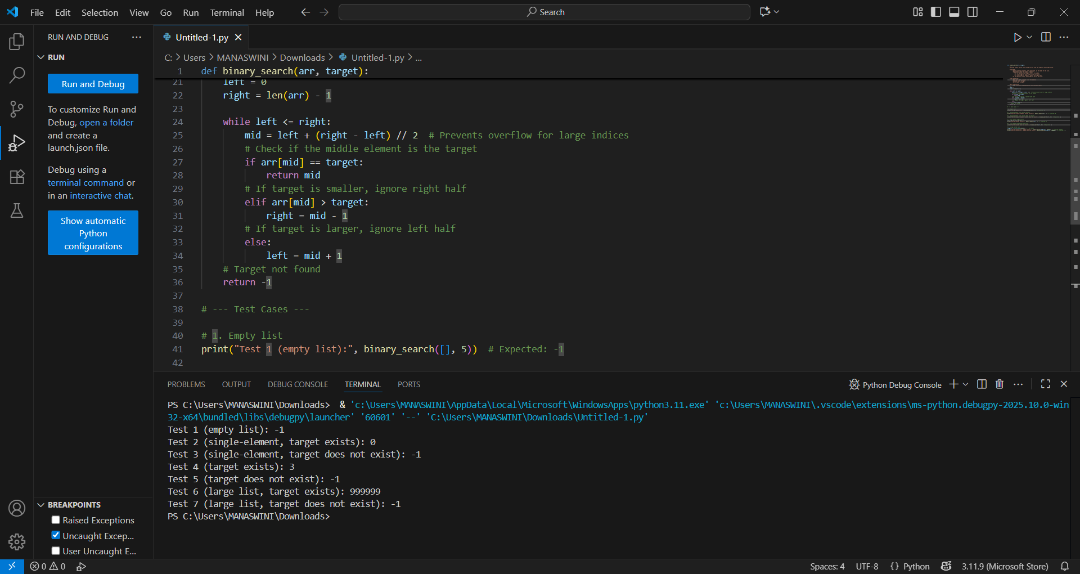 File Edit Selection View Go Run Terminal Help
Search
RUN AND DEBUG
RUN
Run and Debug
To customize Run and
Debug, open a folder
and create a
launch.json file.
Debug using a
terminal command or
in an interactive chat.
Show automatic
Python
configurations
BREAKPOINTS
Raised Exceptions
Uncaught Excep...
User Uncaught E...
Untitled-1.py
C: > Users > MANASWINI > Downloads > Untitled-1.py > ...
1 def binary_search(arr, target):
21 left = 0
22 right = len(arr) - 1
23
24 while left <= right:
25 mid = left + (right - left) // 2 # Prevents overflow for large indices
26 # Check if the middle element is the target
27 if arr[mid] == target:
28 return mid
29 # If target is smaller, ignore right half
30 elif arr[mid] > target:
31 right = mid - 1
32 # If target is larger, ignore left half
33 else:
34 left = mid + 1
35 # Target not found
36 return -1
37
38 # --- Test Cases ---
39
40 # 1. Empty list
41 print("Test 1 (empty list):", binary_search([], 5)) # Expected: -1
42
PROBLEMS OUTPUT DEBUG CONSOLE TERMINAL PORTS
Python Debug Console
PS C:\Users\MANASWINI\Downloads> & 'c:\Users\MANASWINI\AppData\Local\Microsoft\WindowsApps\python3.11.exe' 'c:\Users\MANASWINI\.vscode\extensions\ms-python.debugpy-2025.10.0-win
32-x64\bundled\libs\debugpy\launcher' '60601' '--' 'C:\Users\MANASWINI\Downloads\Untitled-1.py'
Test 1 (empty list): -1
Test 2 (single-element, target exists): 0
Test 3 (single-element, target does not exist): -1
Test 4 (target exists): 3
Test 5 (target does not exist): -1
Test 6 (large list, target exists): 999999
Test 7 (large list, target does not exist): -1
PS C:\Users\MANASWINI\Downloads>
0 0
Spaces: 4 UTF-8 {} Python 3.11.9 (Microsoft Store)